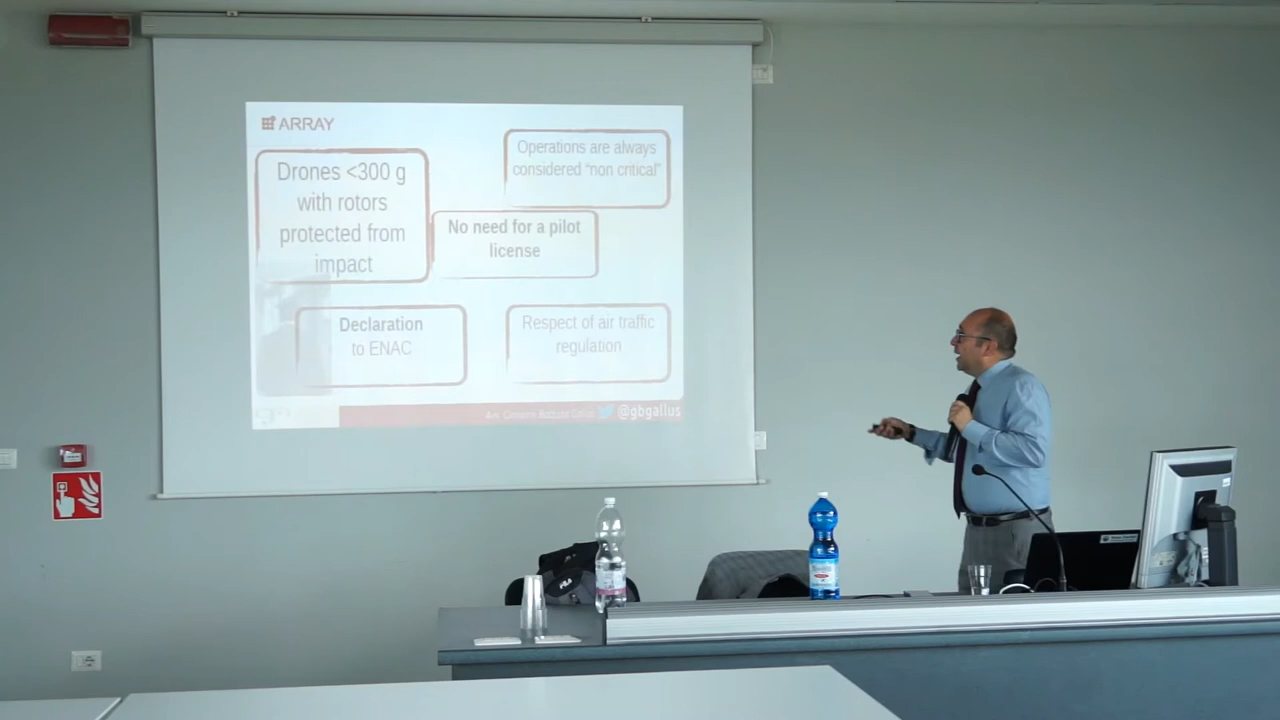 ARRAY
Drones <300 g
with rotors
protected from
impact
Operations are always
considered “non critical”
No need for a pilot
license
Declaration
to ENAC
Respect of air traffic
regulation
@gbgallus
FILA